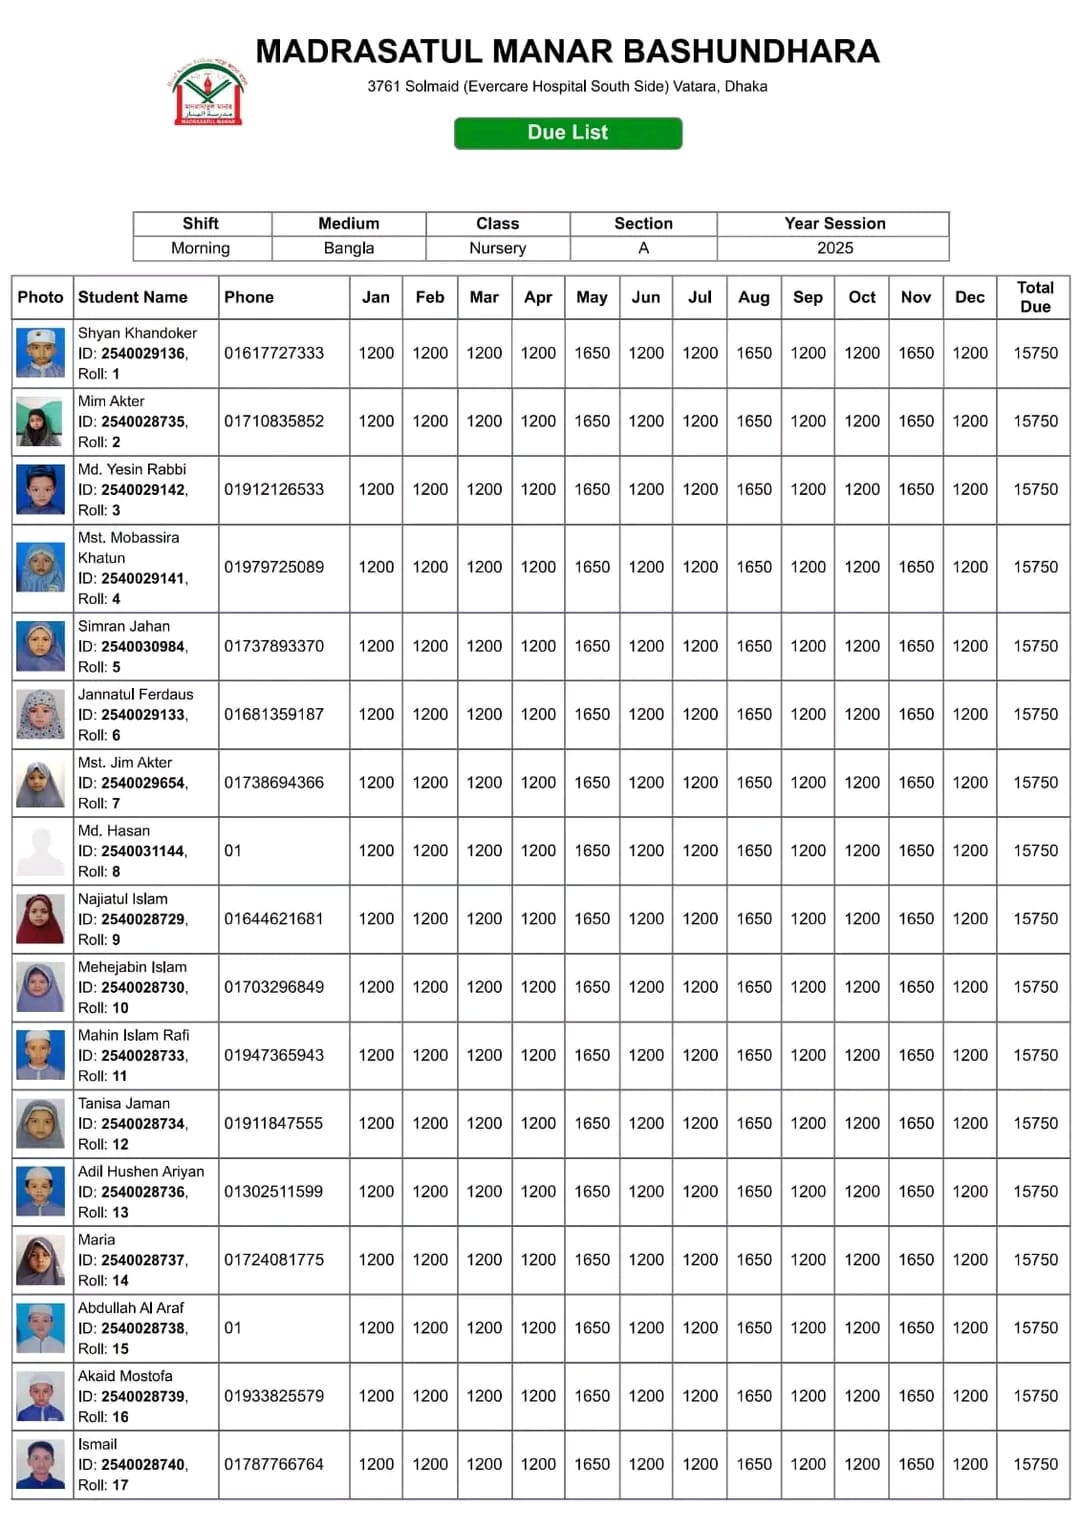 MADRASATUL MANAR BASHUNDHARA
3761 Solmaid (Evercare Hospital South Side) Vatara, Dhaka
মাদরাসাতুল মানার
مدرسة المنار
MADRASATUL MANAR
Due List
Shift Medium Class Section Year Session
Morning Bangla Nursery A 2025
Photo Student Name Phone Jan Feb Mar Apr May Jun Jul Aug Sep Oct Nov Dec Total Due
Shyan Khandoker
ID: 2540029136, 01617727333 1200 1200 1200 1200 1650 1200 1200 1650 1200 1200 1650 1200 15750
Roll: 1
Mim Akter
ID: 2540028735, 01710835852 1200 1200 1200 1200 1650 1200 1200 1650 1200 1200 1650 1200 15750
Roll: 2
Md. Yesin Rabbi
ID: 2540029142, 01912126533 1200 1200 1200 1200 1650 1200 1200 1650 1200 1200 1650 1200 15750
Roll: 3
Mst. Mobassira
Khatun
ID: 2540029141, 01979725089 1200 1200 1200 1200 1650 1200 1200 1650 1200 1200 1650 1200 15750
Roll: 4
Simran Jahan
ID: 2540030984, 01737893370 1200 1200 1200 1200 1650 1200 1200 1650 1200 1200 1650 1200 15750
Roll: 5
Jannatul Ferdaus
ID: 2540029133, 01681359187 1200 1200 1200 1200 1650 1200 1200 1650 1200 1200 1650 1200 15750
Roll: 6
Mst. Jim Akter
ID: 2540029654, 01738694366 1200 1200 1200 1200 1650 1200 1200 1650 1200 1200 1650 1200 15750
Roll: 7
Md. Hasan
ID: 2540031144, 01 1200 1200 1200 1200 1650 1200 1200 1650 1200 1200 1650 1200 15750
Roll: 8
Najiatul Islam
ID: 2540028729, 01644621681 1200 1200 1200 1200 1650 1200 1200 1650 1200 1200 1650 1200 15750
Roll: 9
Mehejabin Islam
ID: 2540028730, 01703296849 1200 1200 1200 1200 1650 1200 1200 1650 1200 1200 1650 1200 15750
Roll: 10
Mahin Islam Rafi
ID: 2540028733, 01947365943 1200 1200 1200 1200 1650 1200 1200 1650 1200 1200 1650 1200 15750
Roll: 11
Tanisa Jaman
ID: 2540028734, 01911847555 1200 1200 1200 1200 1650 1200 1200 1650 1200 1200 1650 1200 15750
Roll: 12
Adil Hushen Ariyan
ID: 2540028736, 01302511599 1200 1200 1200 1200 1650 1200 1200 1650 1200 1200 1650 1200 15750
Roll: 13
Maria
ID: 2540028737, 01724081775 1200 1200 1200 1200 1650 1200 1200 1650 1200 1200 1650 1200 15750
Roll: 14
Abdullah Al Araf
ID: 2540028738, 01 1200 1200 1200 1200 1650 1200 1200 1650 1200 1200 1650 1200 15750
Roll: 15
Akaid Mostofa
ID: 2540028739, 01933825579 1200 1200 1200 1200 1650 1200 1200 1650 1200 1200 1650 1200 15750
Roll: 16
Ismail
ID: 2540028740, 01787766764 1200 1200 1200 1200 1650 1200 1200 1650 1200 1200 1650 1200 15750
Roll: 17